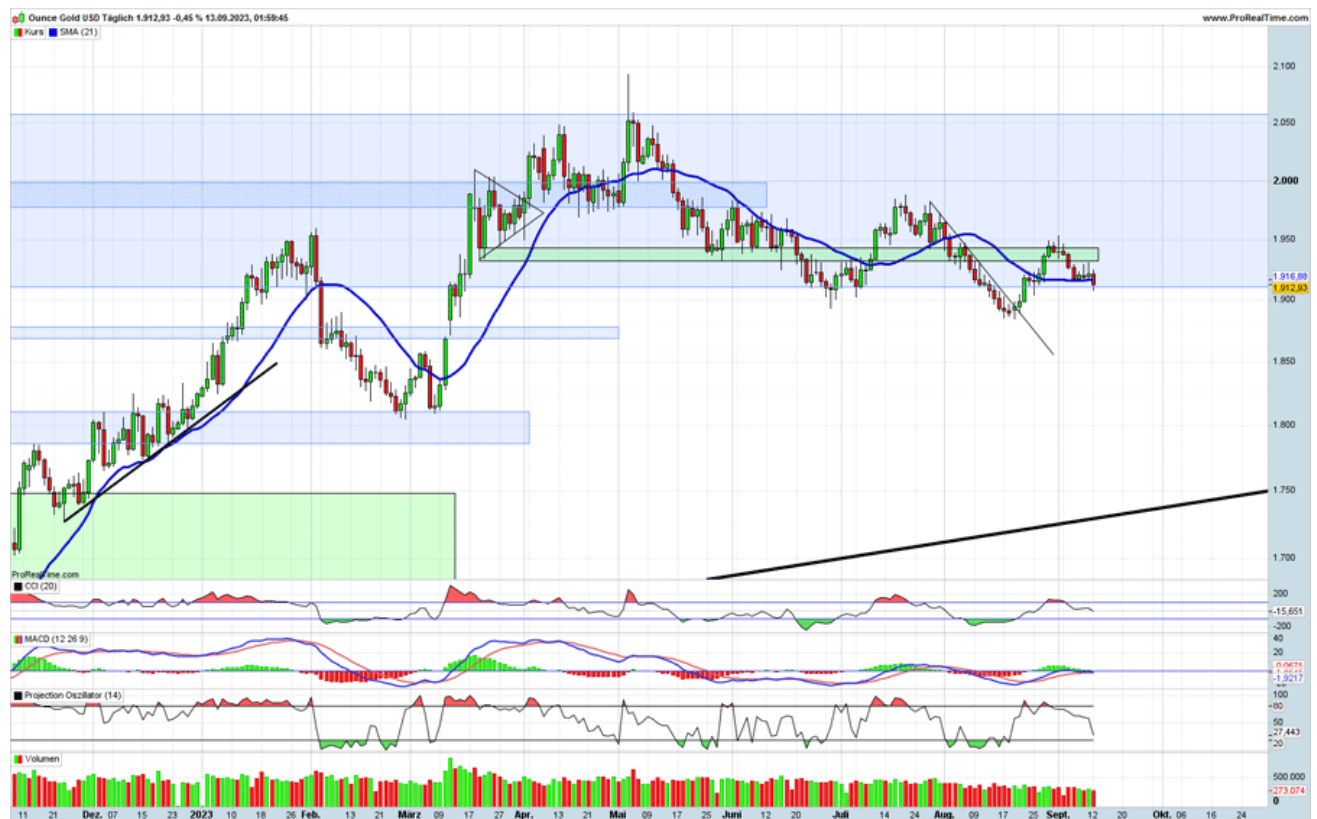 Ounce Gold USD Täglich 1.912,93 -0,45 % 13.09.2023, 01:59:45
www.ProRealTime.com
Kurs SMA (21)
2.100
2.050
2.000
1.950
1.916,88
1.912,93
1.900
1.850
1.800
1.750
1.700
ProRealTime.com
CCI (20)
200
-15,651
-200
MACD (12 26 9)
40
20
-1,9217
Projection Oszillator (14)
100
80
50
27,443
20
Volumen
500.000
273.074
0
11 21 Dez. 07 15 23 2023 10 18 26 Feb. 13 21 März 09 17 27 Apr. 13 21 Mai 09 17 25 Juni 12 20 Juli 14 24 Aug. 09 17 25 Sept. 12 20 Okt. 06 16 24